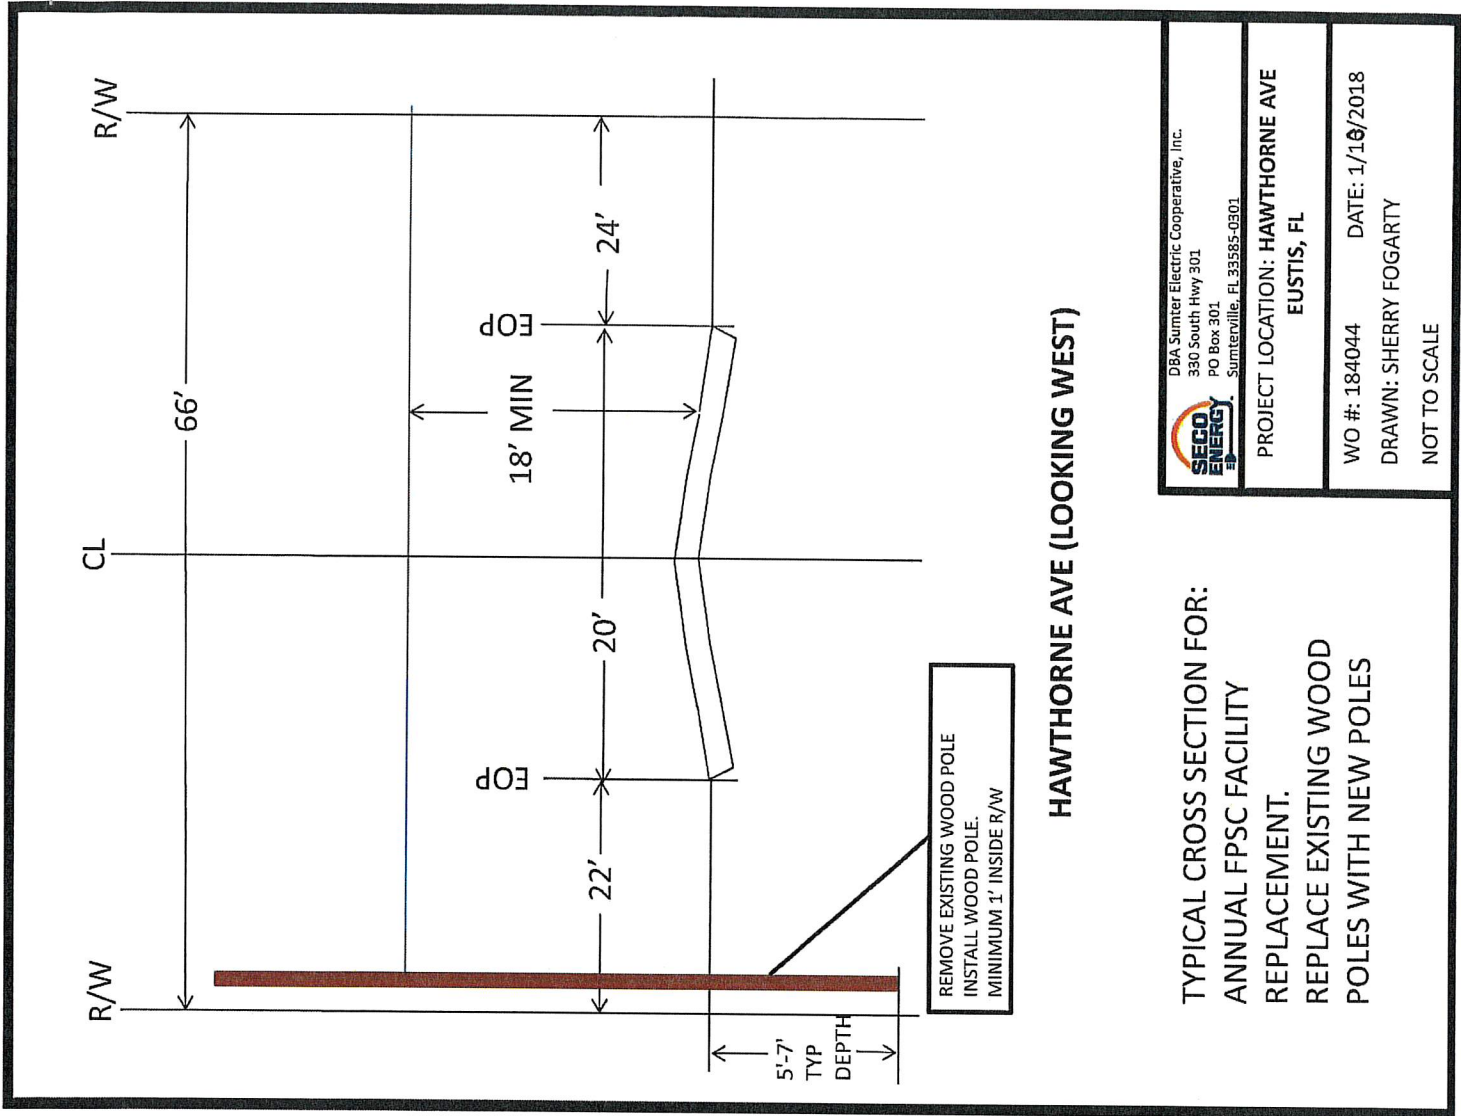 R/W
CL
R/W
66'
EOP
EOP
18' MIN
22'
20'
24'
5'-7'
TYP
DEPTH
REMOVE EXISTING WOOD POLE
INSTALL WOOD POLE.
MINIMUM 1' INSIDE R/W
HAWTHORNE AVE (LOOKING WEST)
TYPICAL CROSS SECTION FOR:
ANNUAL FPSC FACILITY
REPLACEMENT.
REPLACE EXISTING WOOD
POLES WITH NEW POLES
SECO
ENERGY
DBA Sumter Electric Cooperative, Inc.
330 South Hwy 301
PO Box 301
Sumterville, FL 33585-0301
PROJECT LOCATION: HAWTHORNE AVE
EUSTIS, FL
WO #: 184044 DATE:
DRAWN: SHERRY FOGARTY
NOT TO SCALE